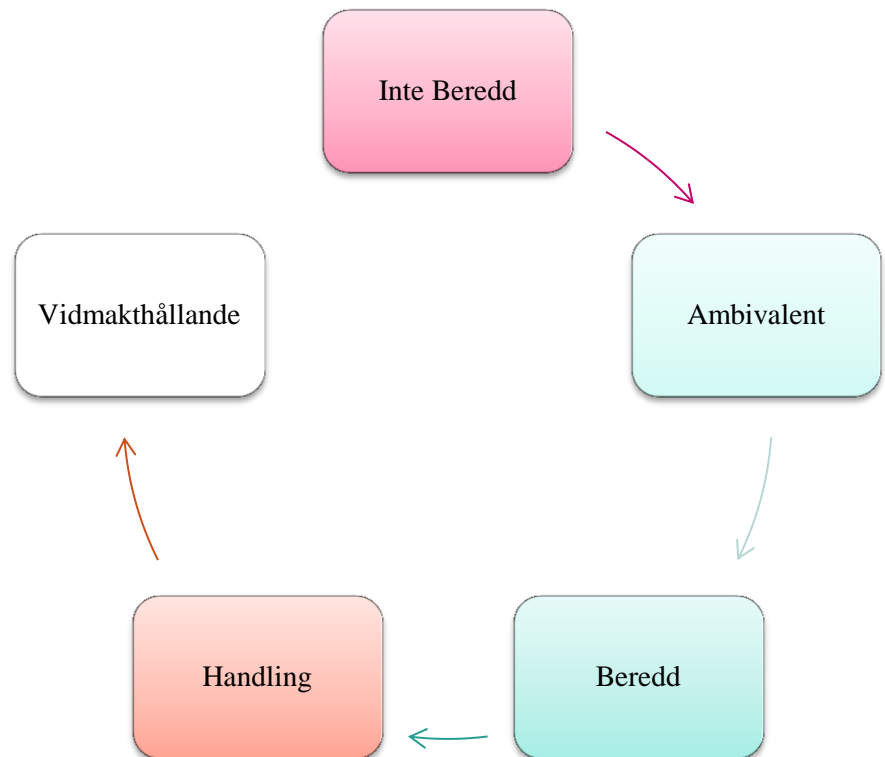 Inte Beredd
Ambivalent
Beredd
Handling
Vidmakthållande